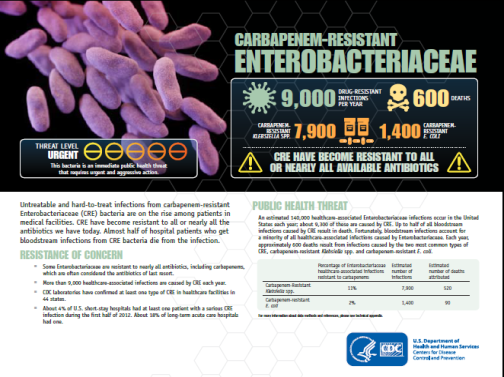 CARBAPENEM-RESISTANT
ENTEROBACTERIACEAE
9,000 DRUG-RESISTANT
INFECTIONS
PER YEAR
600 DEATHS
CARBAPENEM-
RESISTANT
KLEBSIELLA SPP.
7,900
1,400
CARBAPENEM-
RESISTANT
E. COLI
CRE HAVE BECOME RESISTANT TO ALL
OR NEARLY ALL AVAILABLE ANTIBIOTICS
THREAT LEVEL
URGENT
This bacteria is an immediate public health threat
that requires urgent and aggressive action.
Untreatable and hard-to-treat infections from carbapenem-resistant
Enterobacteriaceae (CRE) bacteria are on the rise among patients in
medical facilities. CRE have become resistant to all or nearly all the
antibiotics we have today. Almost half of hospital patients who get
bloodstream infections from CRE bacteria die from the infection.
RESISTANCE OF CONCERN
• Some Enterobacteriaceae are resistant to nearly all antibiotics, including carbapenems,
which are often considered the antibiotics of last resort.
• More than 9,000 healthcare-associated infections are caused by CRE each year.
• CDC laboratories have confirmed at least one type of CRE in healthcare facilities in
44 states.
• About 4% of U.S. short-stay hospitals had at least one patient with a serious CRE
infection during the first half of 2012. About 18% of long-term acute care hospitals
had one.
PUBLIC HEALTH THREAT
An estimated 140,000 healthcare-associated Enterobacteriaceae infections occur in the United
States each year; about 9,300 of these are caused by CRE. Up to half of all bloodstream
infections caused by CRE result in death. Fortunately, bloodstream infections account for
a minority of all healthcare-associated infections caused by Enterobacteriaceae. Each year,
approximately 600 deaths result from infections caused by the two most common types of
CRE, carbapenem-resistant Klebsiella spp. and carbapenem-resistant E. coli.
Percentage of Enterobacteriaceae
healthcare-associated infections
resistant to carbapenems
Estimated
number of
infections
Estimated
number of deaths
attributed
Carbapenem-Resistant
Klebsiella spp.
11%
7,900
520
Carbapenem-resistant
E. coli
2%
1,400
90
For more information about data methods and references, please see technical appendix.
CDC
U.S. Department of
Health and Human Services
Centers for Disease
Control and Prevention